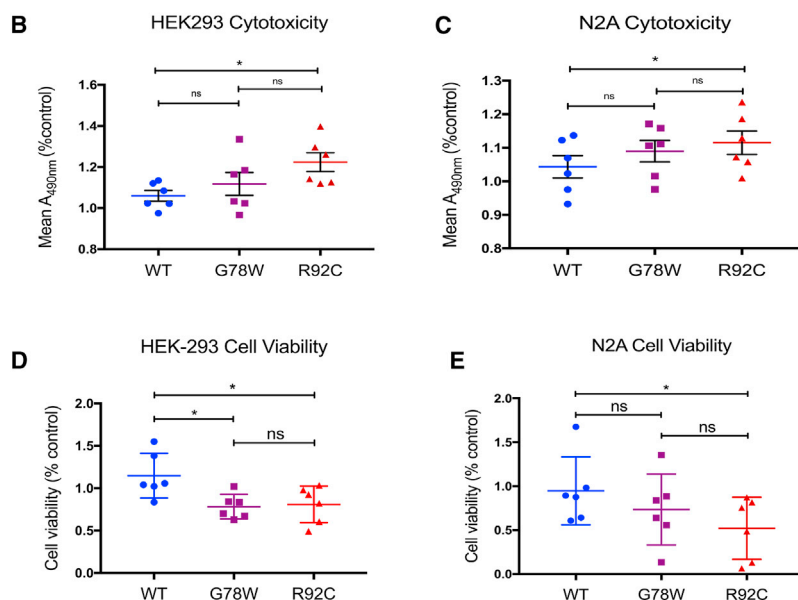 B
HEK293 Cytotoxicity
Mean A490nm (%control)
1.6
1.4
1.2
1.0
0.8
*
ns
ns
WT
G78W
R92C
C
N2A Cytotoxicity
Mean A490nm (%control)
1.3
1.2
1.1
1.0
0.9
0.8
*
ns
ns
WT
G78W
R92C
D
HEK-293 Cell Viability
Cell viability (% control)
2.0
1.5
1.0
0.5
0.0
*
*
ns
WT
G78W
R92C
E
N2A Cell Viability
Cell viability (% control)
2.0
1.5
1.0
0.5
0.0
*
ns
ns
WT
G78W
R92C